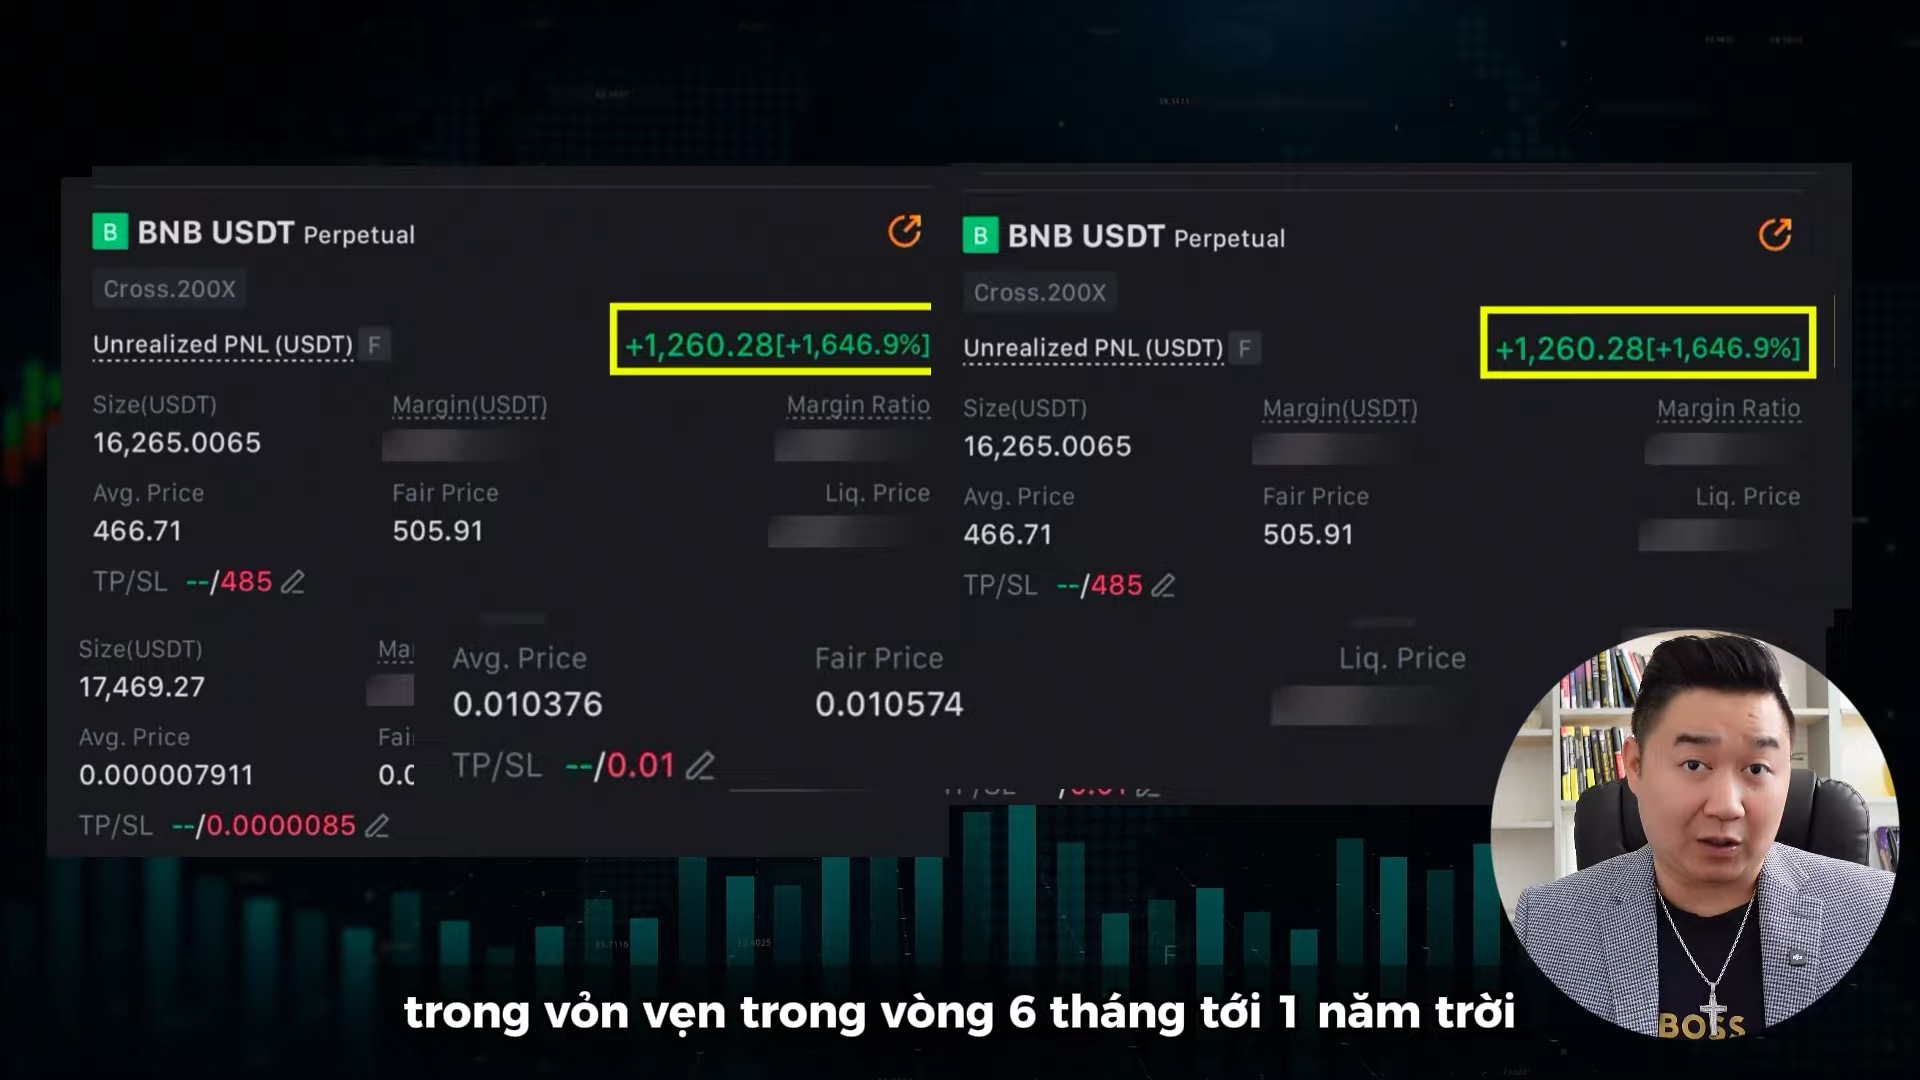 B BNB USDT Perpetual
Cross.200X
Unrealized PNL (USDT) F +1,260.28[+1,646.9%]
Size(USDT) Margin(USDT) Margin Ratio
16,265.0065
Avg. Price Fair Price Liq. Price
466.71 505.91
TP/SL --/485
B BNB USDT Perpetual
Cross.200X
Unrealized PNL (USDT) F +1,260.28[+1,646.9%]
Size(USDT) Margin(USDT) Margin Ratio
16,265.0065
Avg. Price Fair Price Liq. Price
466.71 505.91
TP/SL --/485
Size(USDT)
17,469.27
Avg. Price
0.000007911
TP/SL --/0.0000085
Avg. Price Fair Price Liq. Price
0.010376 0.010574
TP/SL --/0.01
BOSS
trong vỏn vẹn trong vòng 6 tháng tới 1 năm trời